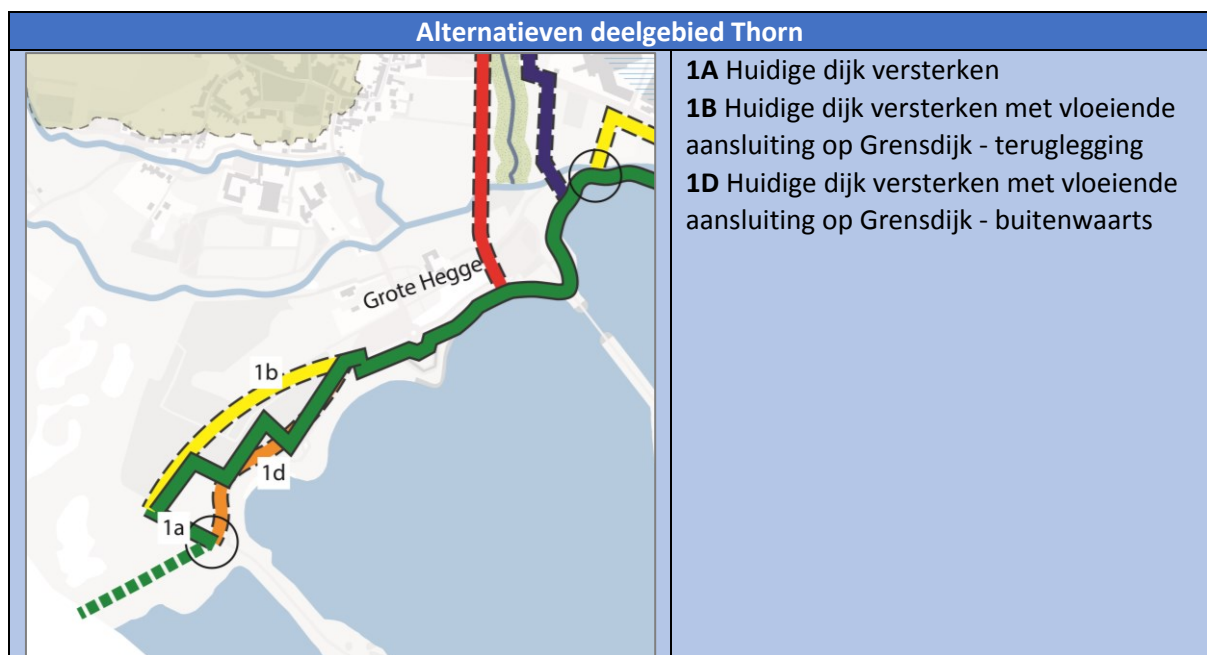 Alternatieven deelgebied Thorn
Grote Hegge
1b
1d
1a
1A Huidige dijk versterken
1B Huidige dijk versterken met vloeiende
aansluiting op Grensdijk - teruglegging
1D Huidige dijk versterken met vloeiende
aansluiting op Grensdijk - buitenwaarts